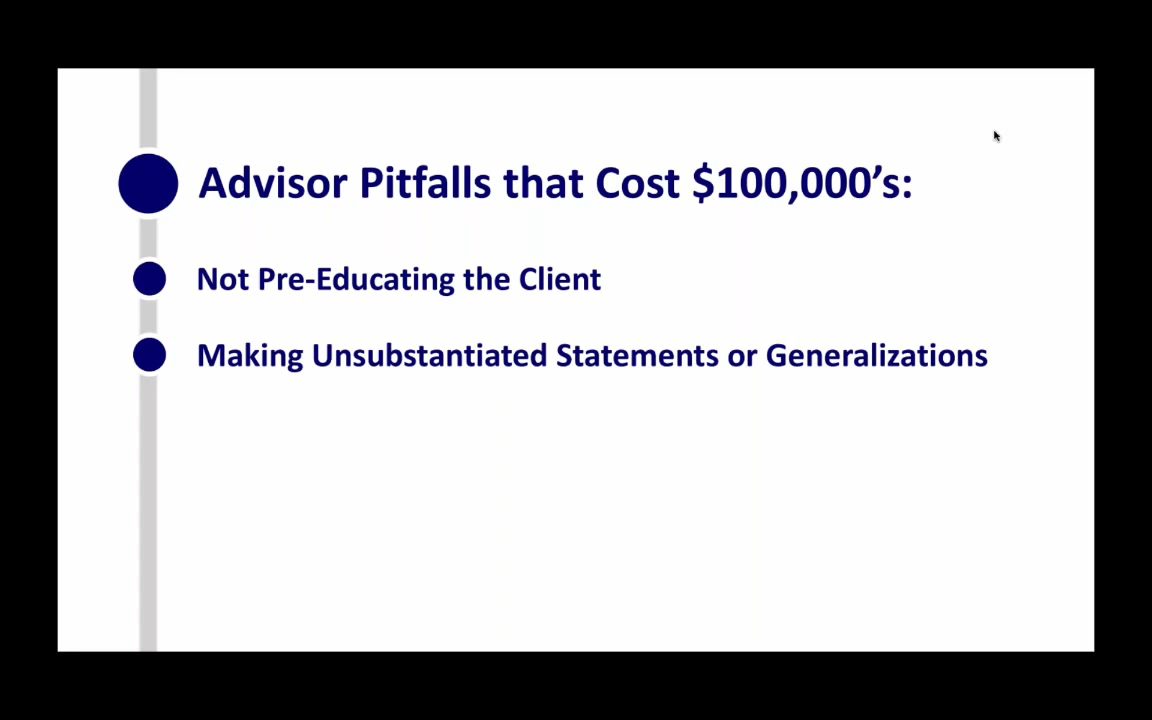 Advisor Pitfalls that Cost $100,000’s:
Not Pre-Educating the Client
Making Unsubstantiated Statements or Generalizations